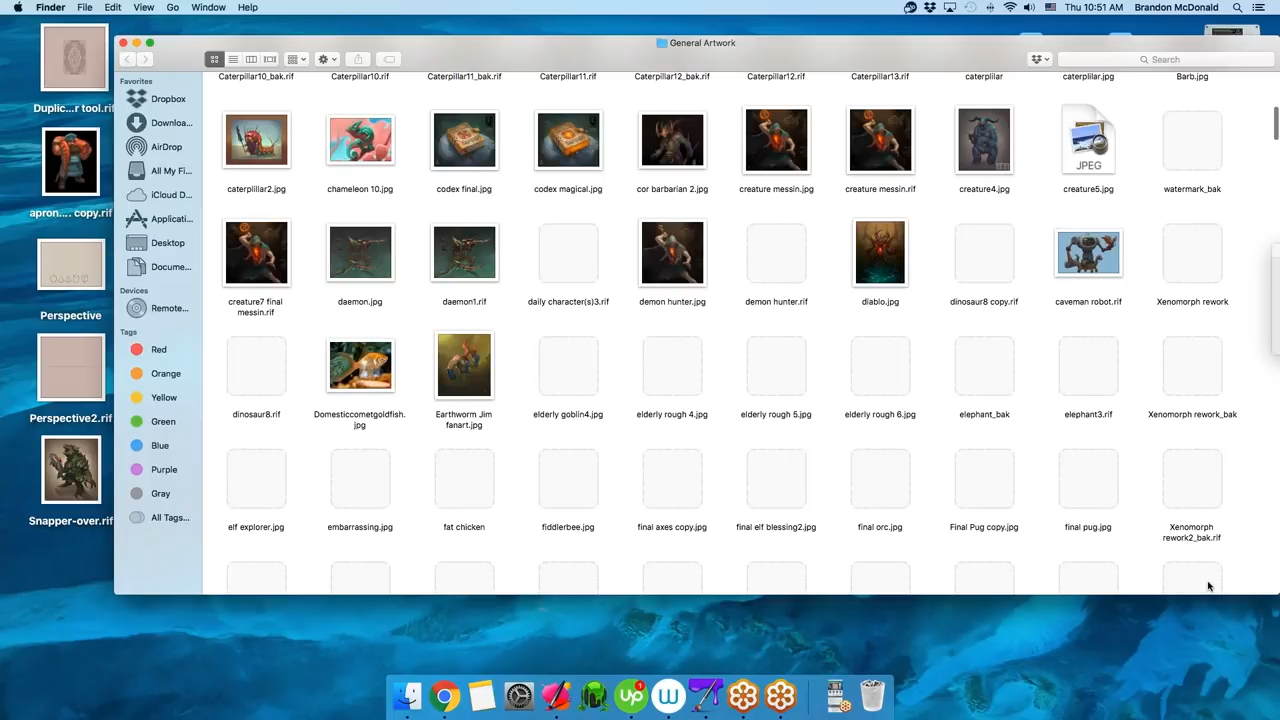 Finder File Edit View Go Window Help Thu 10:51 AM Brandon McDonald
General Artwork
Search
Favorites
Dropbox
Downloa...
AirDrop
All My Fi...
iCloud D...
Applicati...
Desktop
Docume...
Devices
Remote...
Tags
Red
Orange
Yellow
Green
Blue
Purple
Gray
All Tags...
Duplic...r tool.rif
apron.... copy.rif
Perspective
Perspective2.rif
Snapper-over.rif
Caterpillar10_bak.rif Caterpillar10.rif Caterpillar11_bak.rif Caterpillar11.rif Caterpillar12_bak.rif Caterpillar12.rif Caterpillar13.rif caterplilar caterplilar.jpg Barb.jpg
JPEG
caterplillar2.jpg chameleon 10.jpg codex final.jpg codex magical.jpg cor barbarian 2.jpg creature messin.jpg creature messin.rif creature4.jpg creature5.jpg watermark_bak
creature7 final messin.rif daemon.jpg daemon1.rif daily character(s)3.rif demon hunter.jpg demon hunter.rif diablo.jpg dinosaur8 copy.rif caveman robot.rif Xenomorph rework
dinosaur8.rif Domesticcometgoldfish.jpg Earthworm Jim fanart.jpg elderly goblin4.jpg elderly rough 4.jpg elderly rough 5.jpg elderly rough 6.jpg elephant_bak elephant3.rif Xenomorph rework_bak
elf explorer.jpg embarrassing.jpg fat chicken fiddlerbee.jpg final axes copy.jpg final elf blessing2.jpg final orc.jpg Final Pug copy.jpg final pug.jpg Xenomorph rework2_bak.rif
Up
1
W